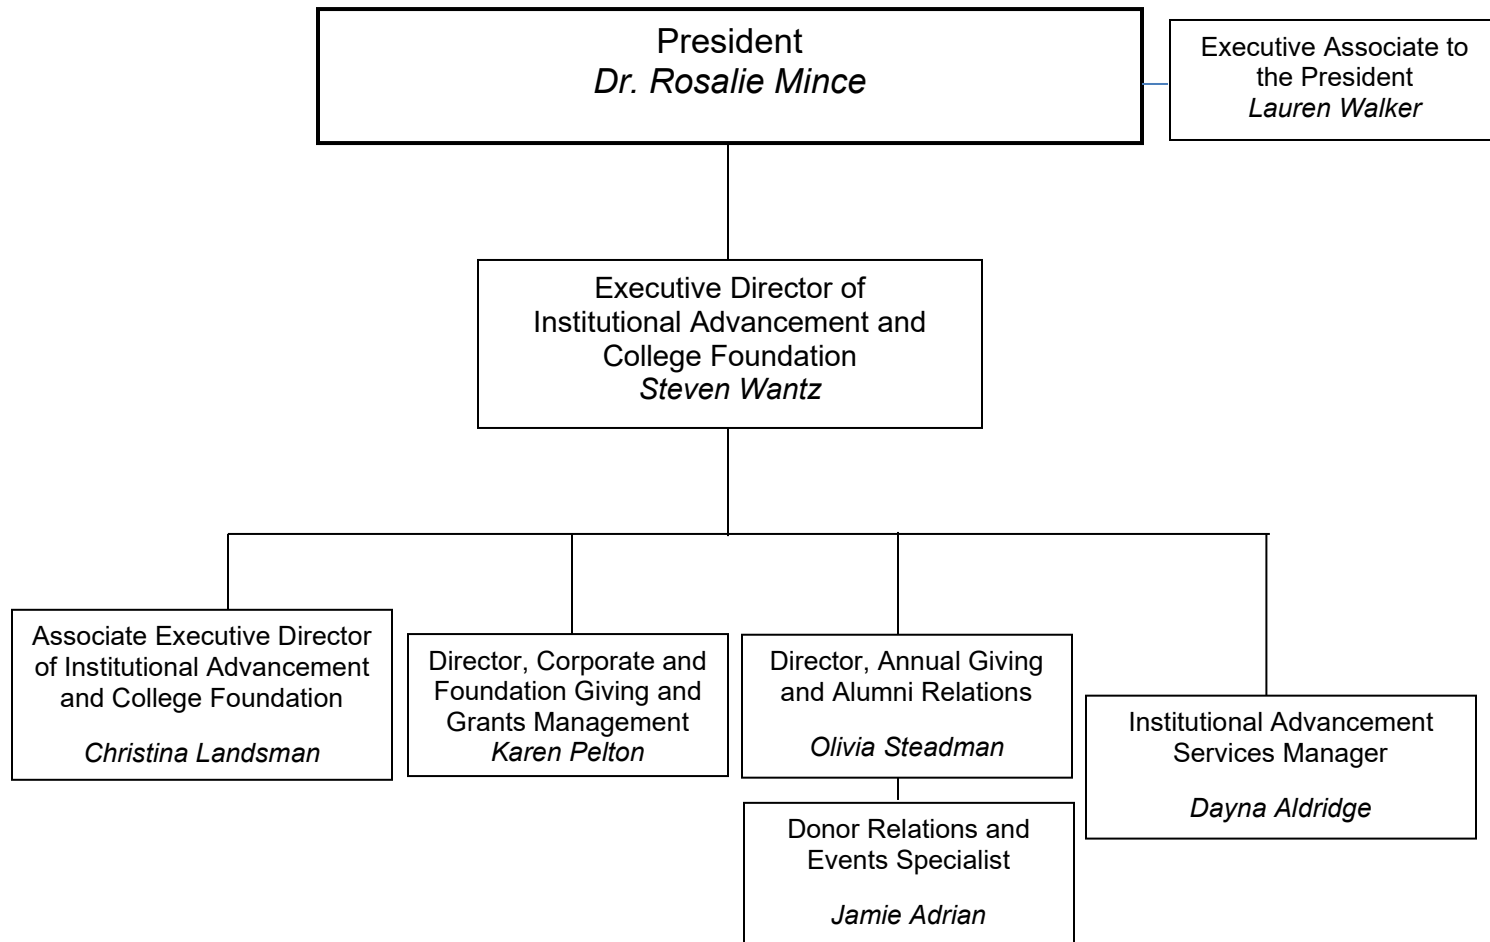 President
Dr. Rosalie Mince
Executive Associate to
the President
Lauren Walker
Executive Director of
Institutional Advancement and
College Foundation
Steven Wantz
Associate Executive Director
of Institutional Advancement
and College Foundation
Christina Landsman
Director, Corporate and
Foundation Giving and
Grants Management
Karen Pelton
Director, Annual Giving
and Alumni Relations
Olivia Steadman
Donor Relations and
Events Specialist
Jamie Adrian
Institutional Advancement
Services Manager
Dayna Aldridge